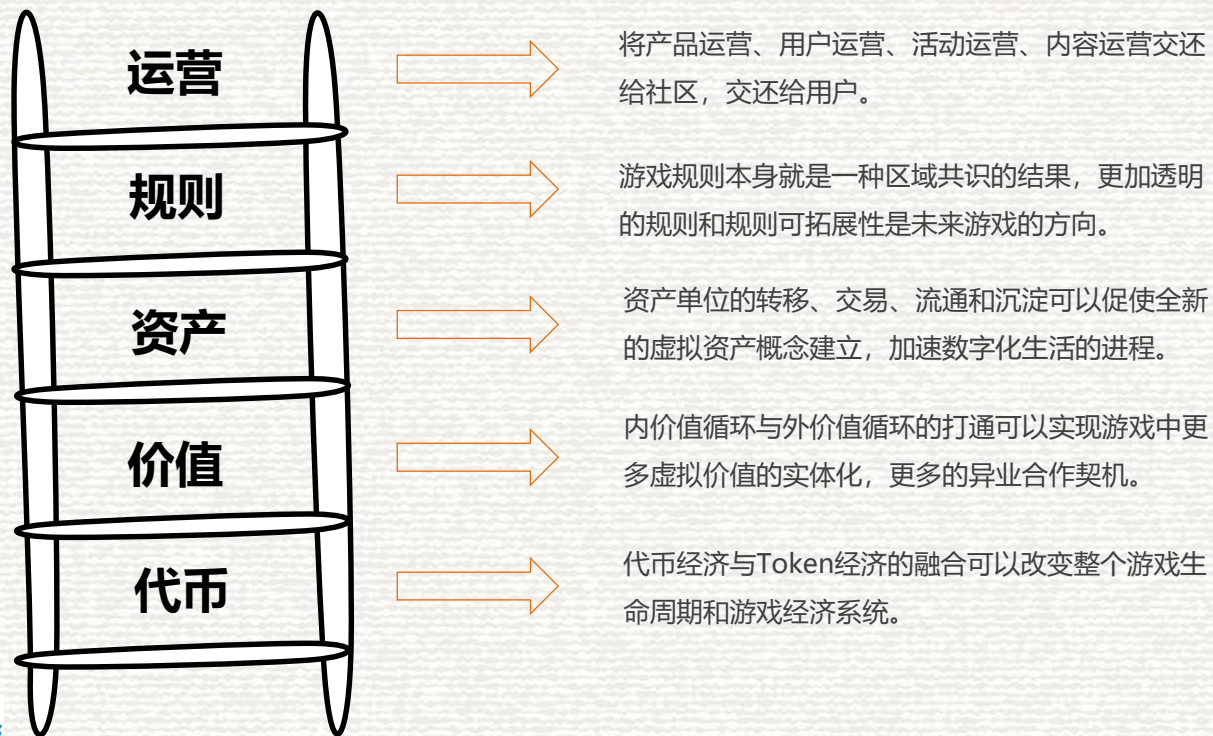 运营
将产品运营、用户运营、活动运营、内容运营交还
给社区，交还给用户。
规则
游戏规则本身就是一种区域共识的结果，更加透明
的规则和规则可拓展性是未来游戏的方向。
资产
资产单位的转移、交易、流通和沉淀可以促使全新
的虚拟资产概念建立，加速数字化生活的进程。
价值
内价值循环与外价值循环的打通可以实现游戏中更
多虚拟价值的实体化，更多的异业合作契机。
代币
代币经济与Token经济的融合可以改变整个游戏生
命周期和游戏经济系统。